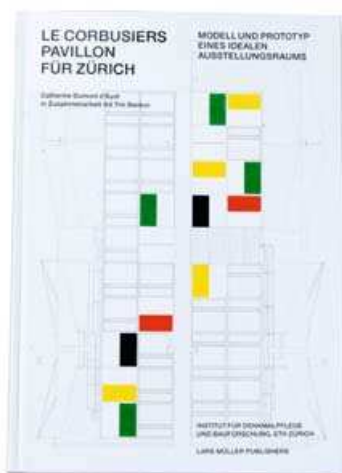 LE CORBUSIERS
PAVILLON
FÜR ZÜRICH
MODELL UND PROTOTYP
EINES IDEALEN
AUSSTELLUNGSRAUMS
Catherine Dumont d'Ayot
in Zusammenarbeit mit Tim Benton
INSTITUT FÜR DENKMALPFLEGE
UND BAUFORSCHUNG, ETH ZÜRICH
LARS MÜLLER PUBLISHERS